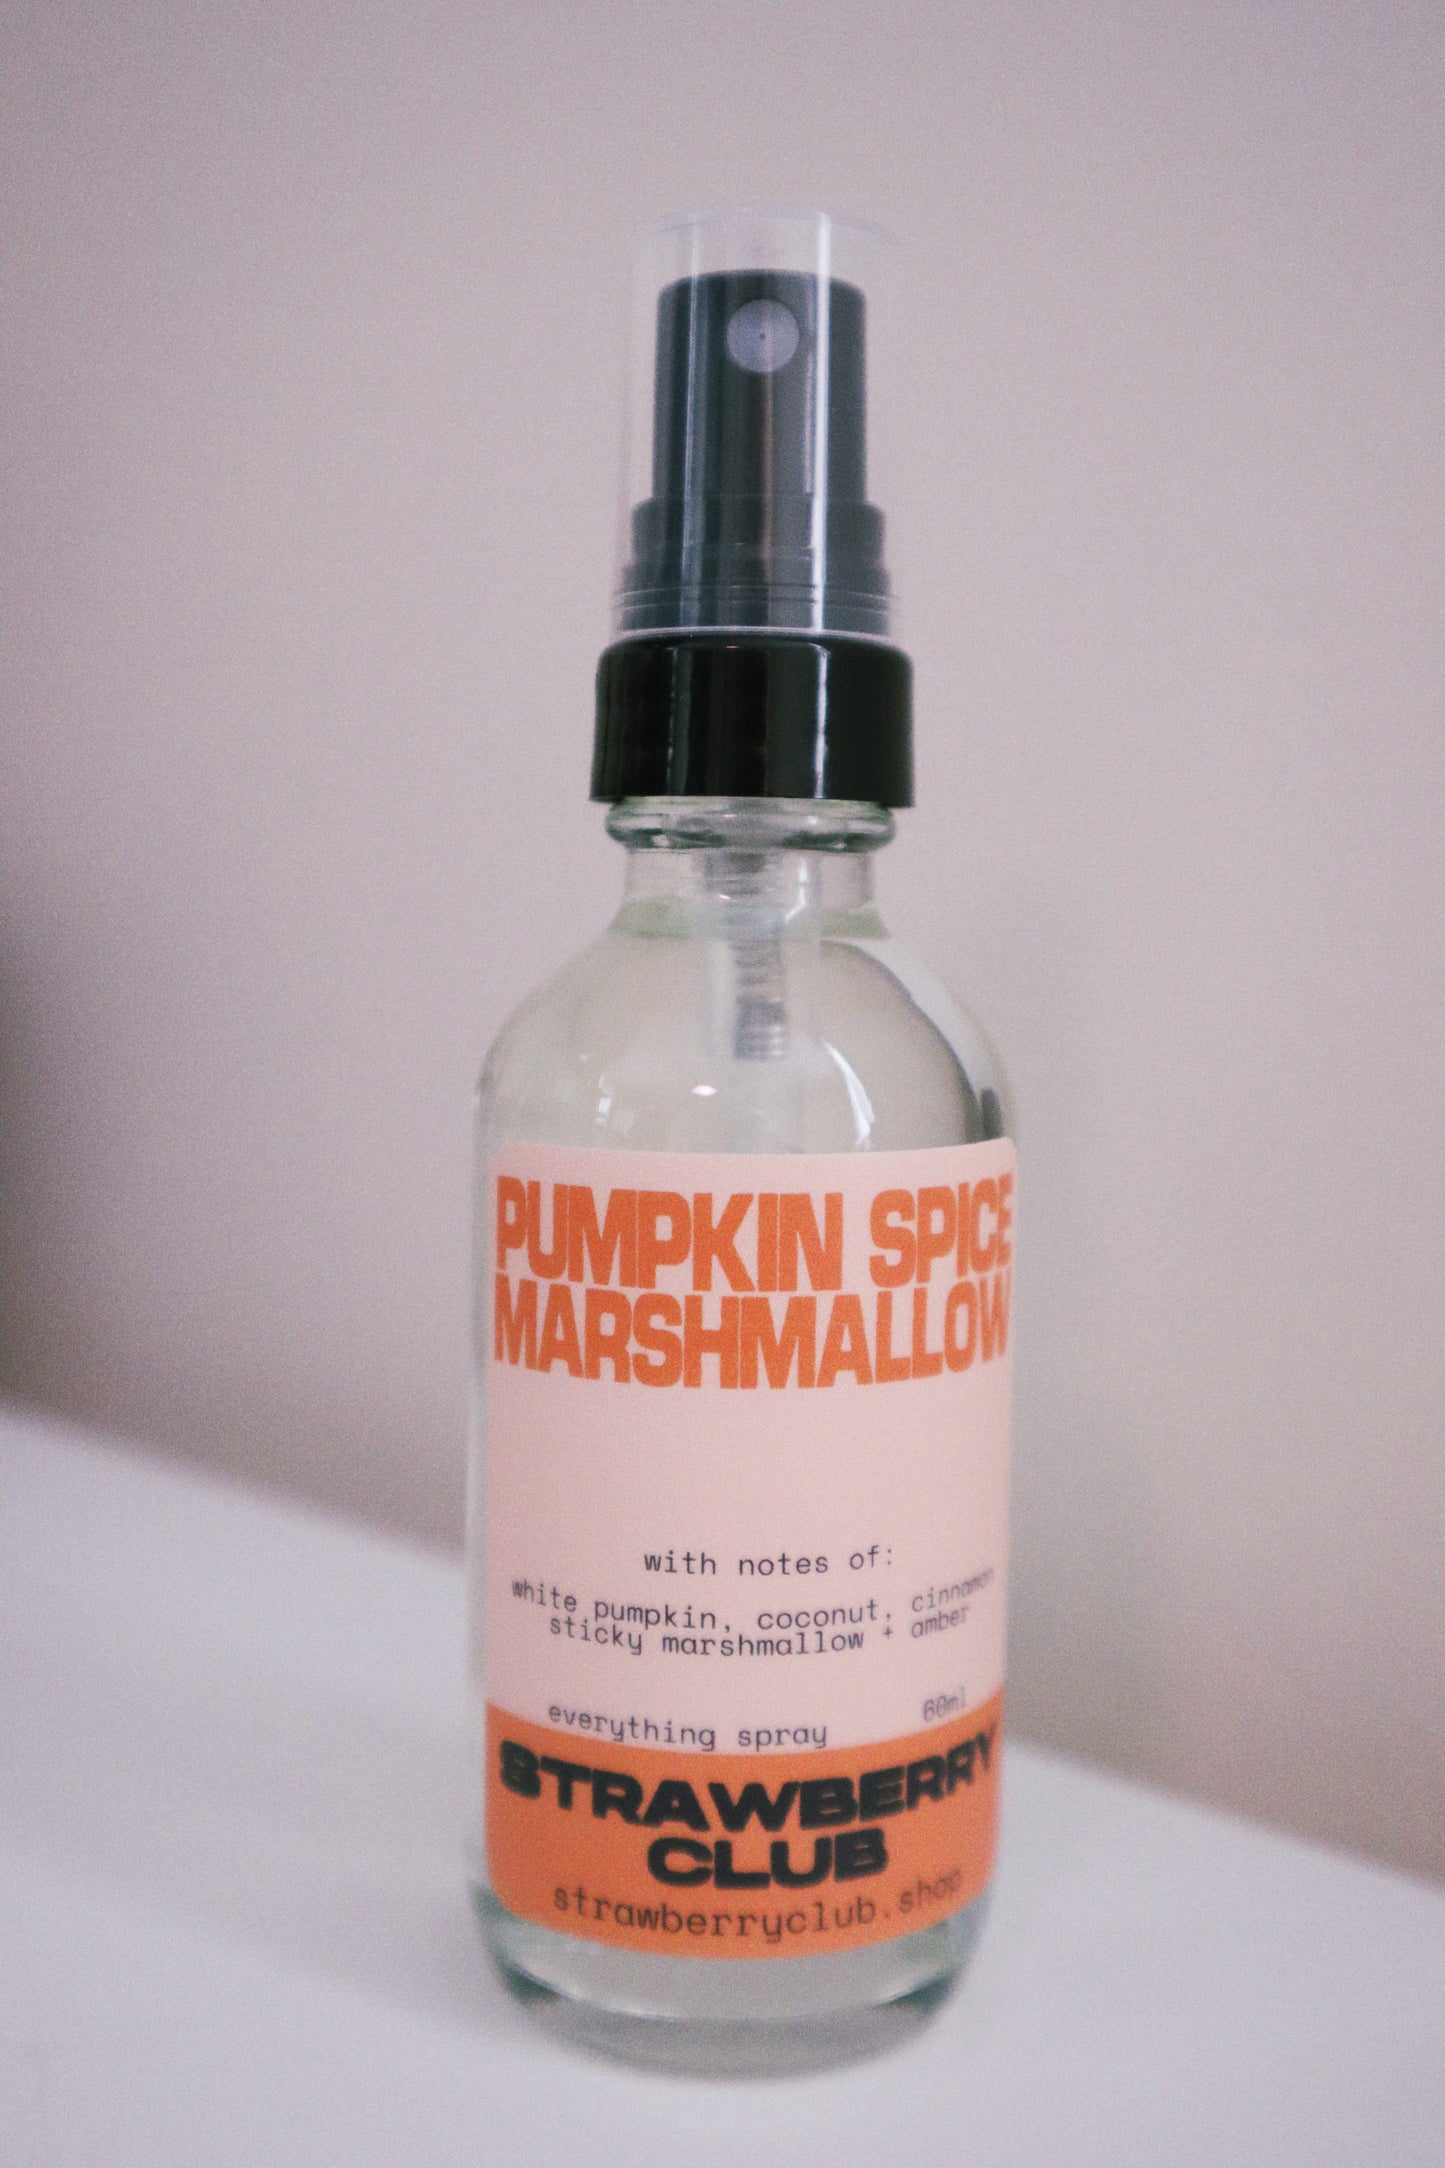 PUMPKIN SPICE
MARSHMALLOW
with notes of:
white pumpkin, coconut, cinnamon
sticky marshmallow + amber
everything spray 60ml
STRAWBERRY
CLUB
strawberryclub.shop